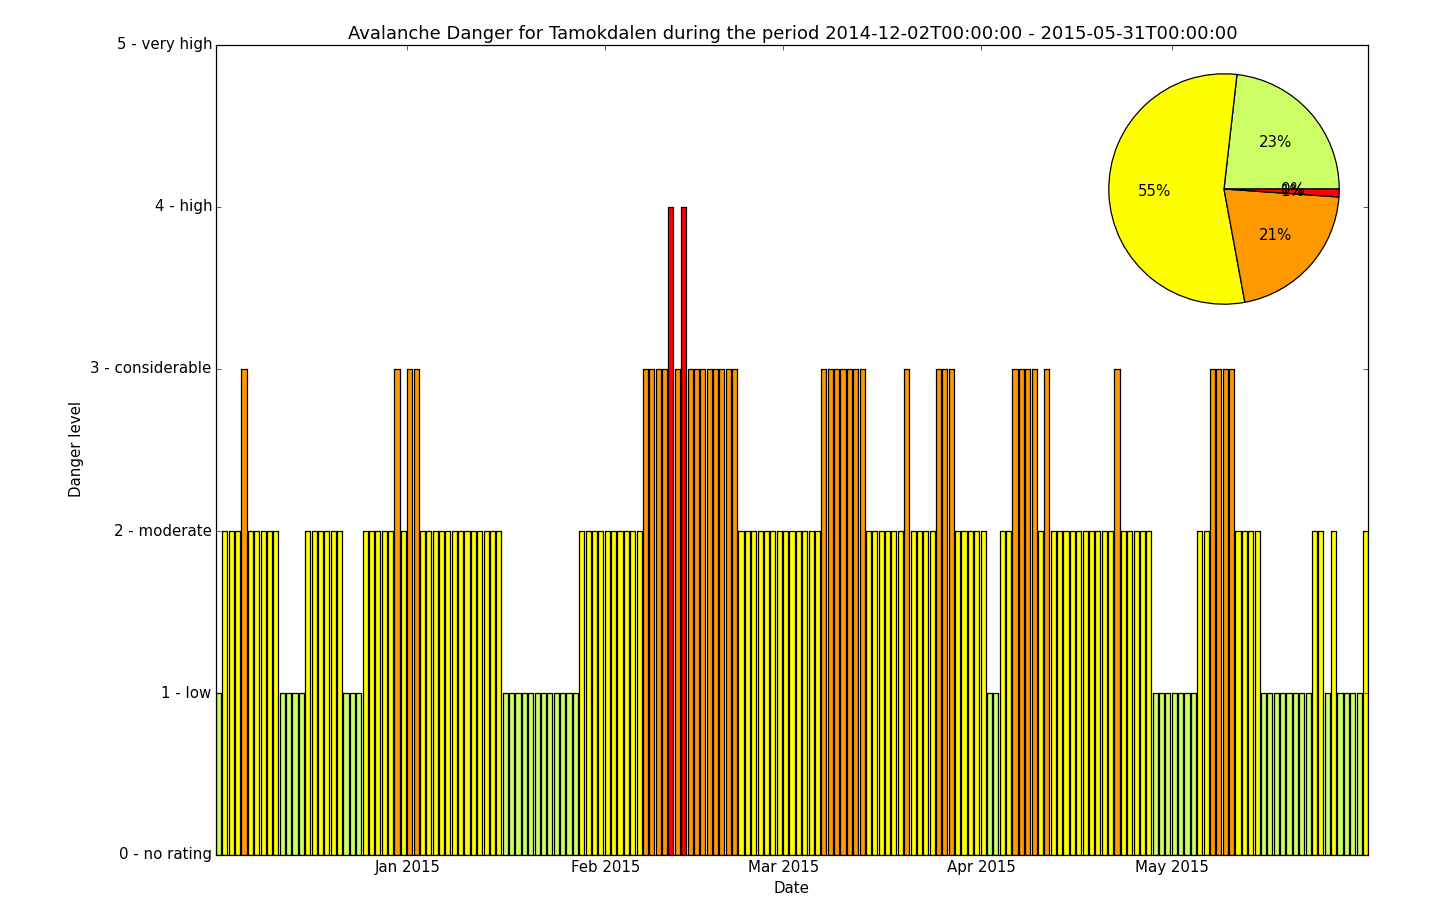 Avalanche Danger for Tamokdalen during the period 2014-12-02T00:00:00 - 2015-05-31T00:00:00
5 - very high
4 - high
3 - considerable
2 - moderate
1 - low
0 - no rating
Danger level
23%
55%
21%
Jan 2015
Feb 2015
Mar 2015
Apr 2015
May 2015
Date